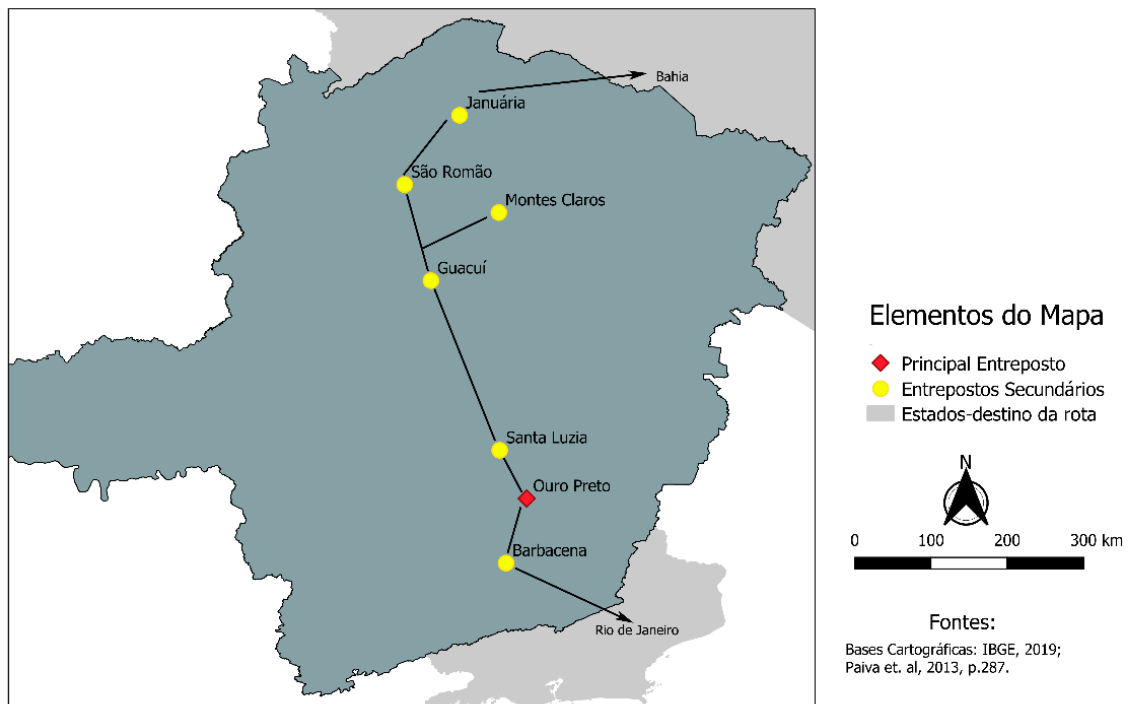 Bahia
Januária
São Romão
Montes Claros
Guacuí
Santa Luzia
Ouro Preto
Barbacena
Rio de Janeiro
Elementos do Mapa
Principal Entreposto
Entrepostos Secundários
Estados-destino da rota
N
0 100 200 300 km
Fontes:
Bases Cartográficas: IBGE, 2019;
Paiva et. al, 2013, p.287.